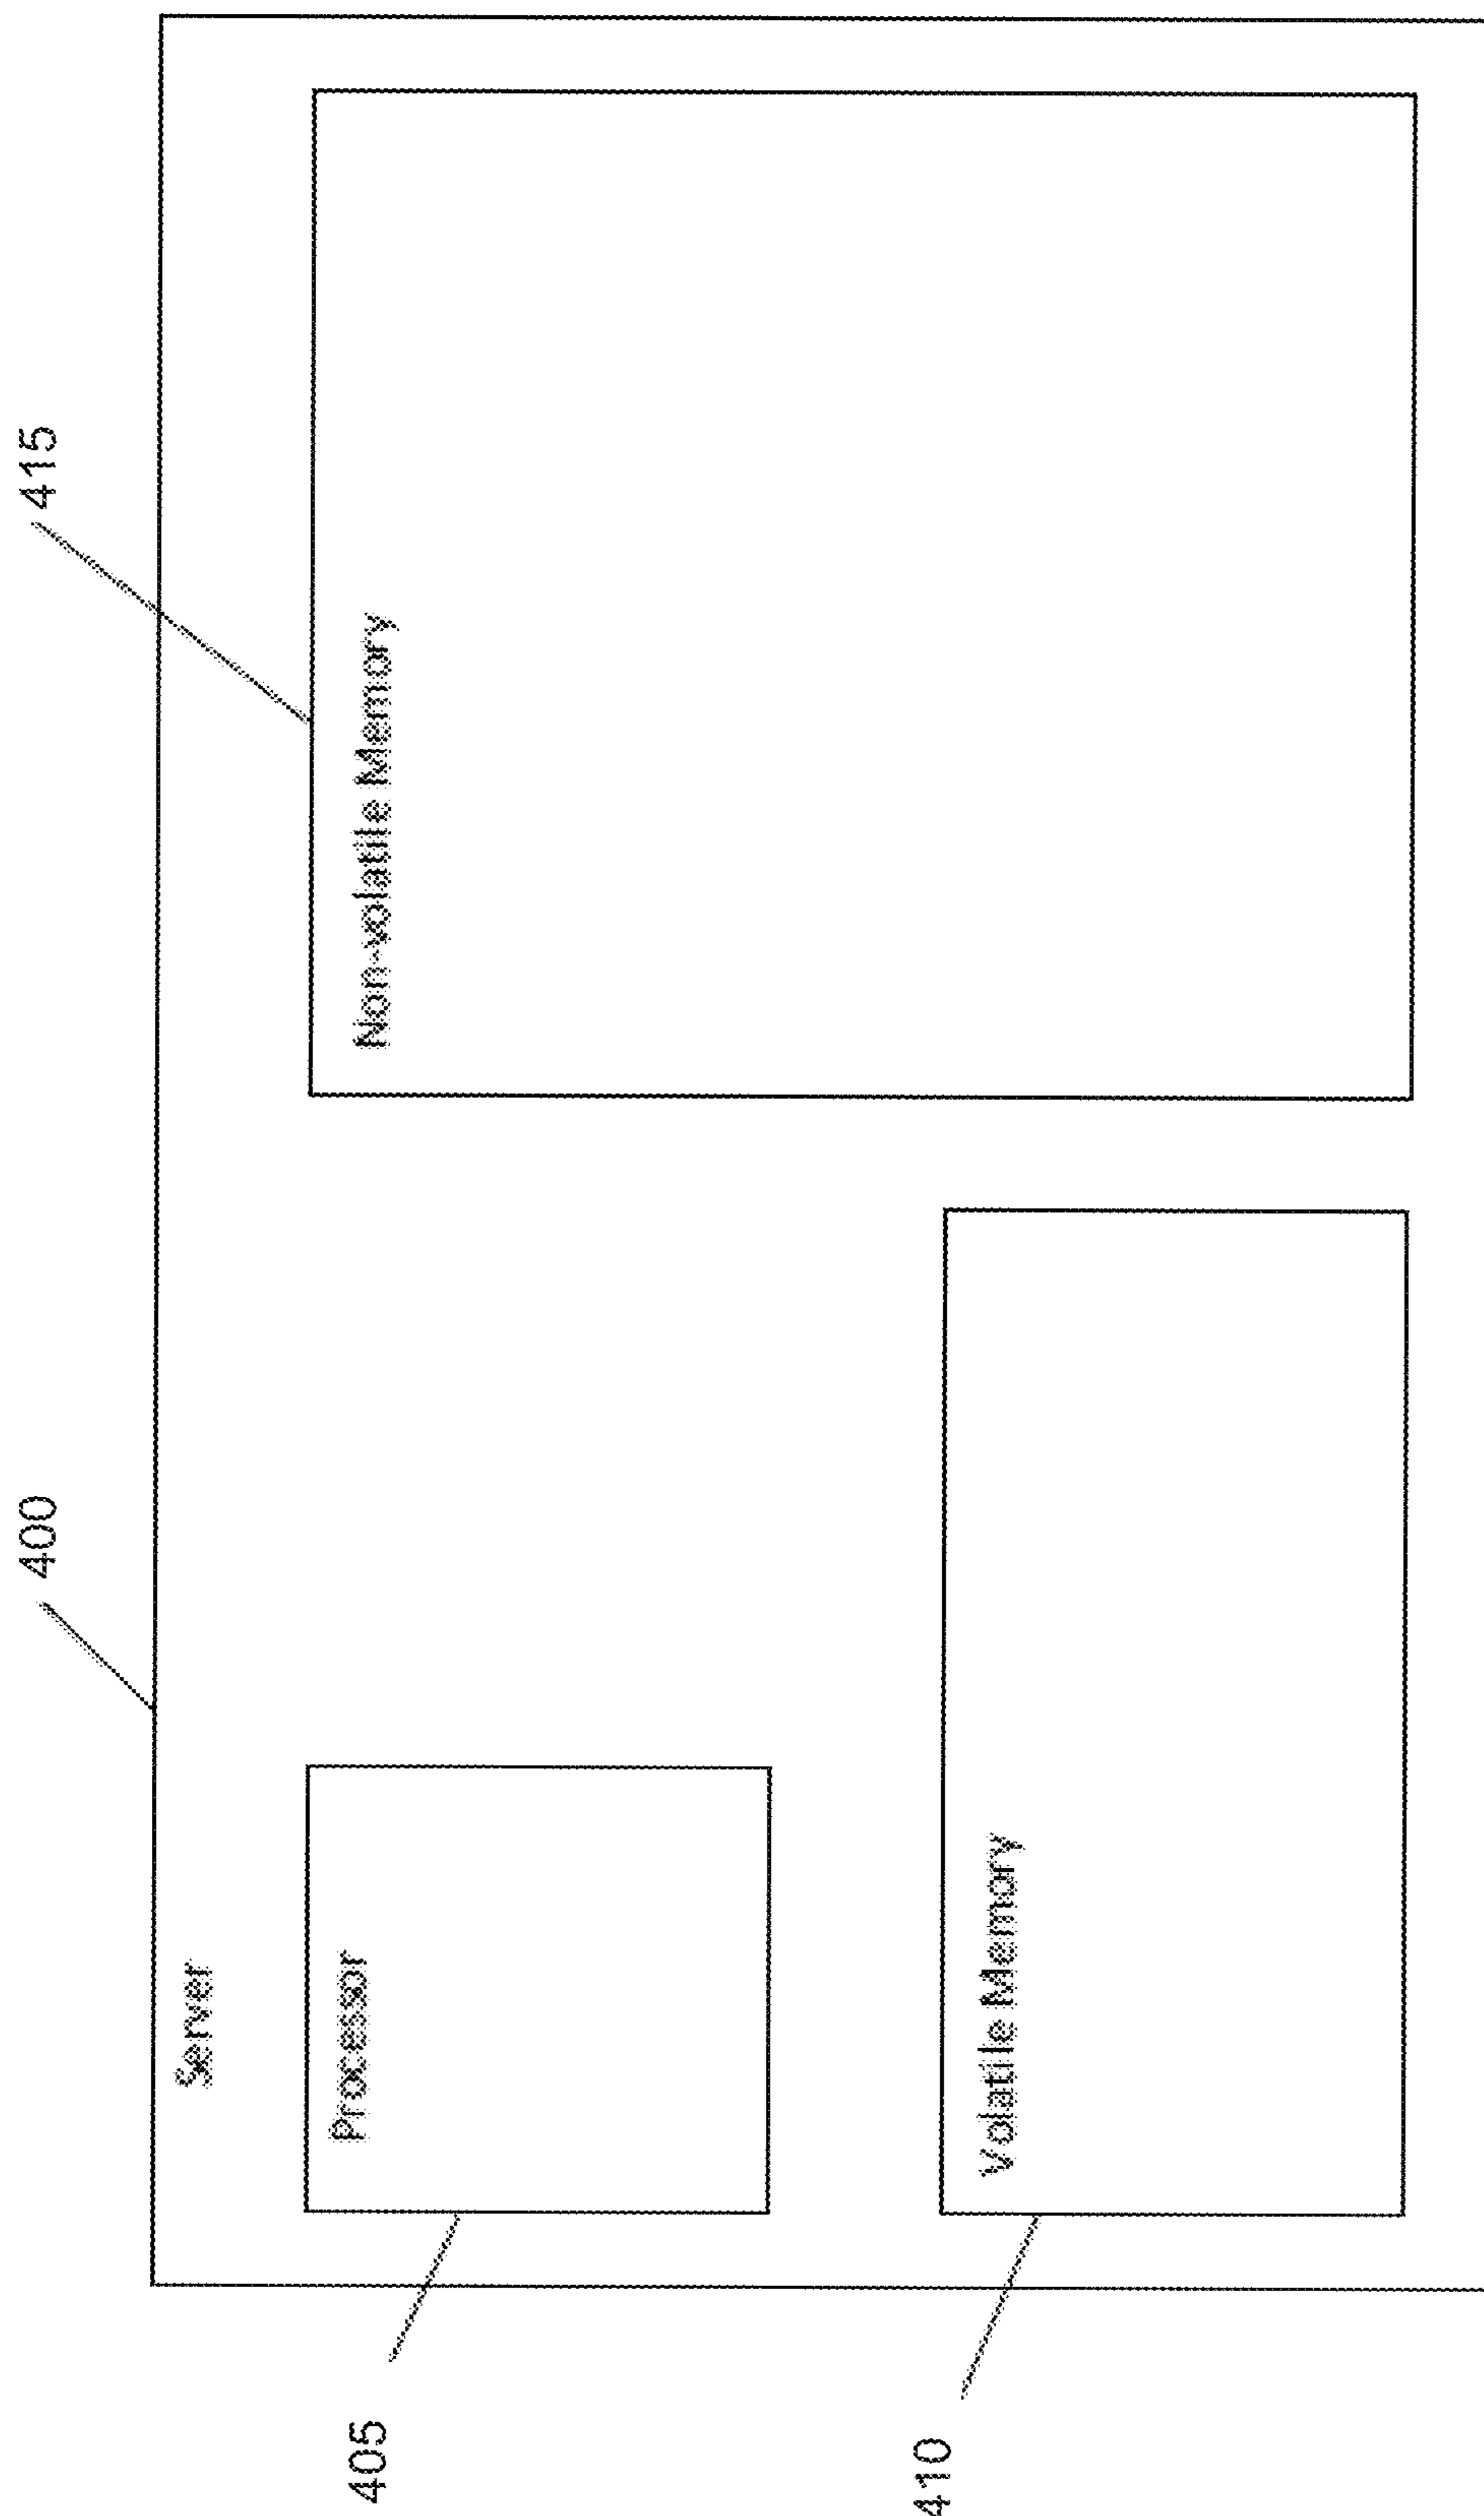 400
415
Server
Processor
Non-volatile Memory
405
Volatile Memory
410